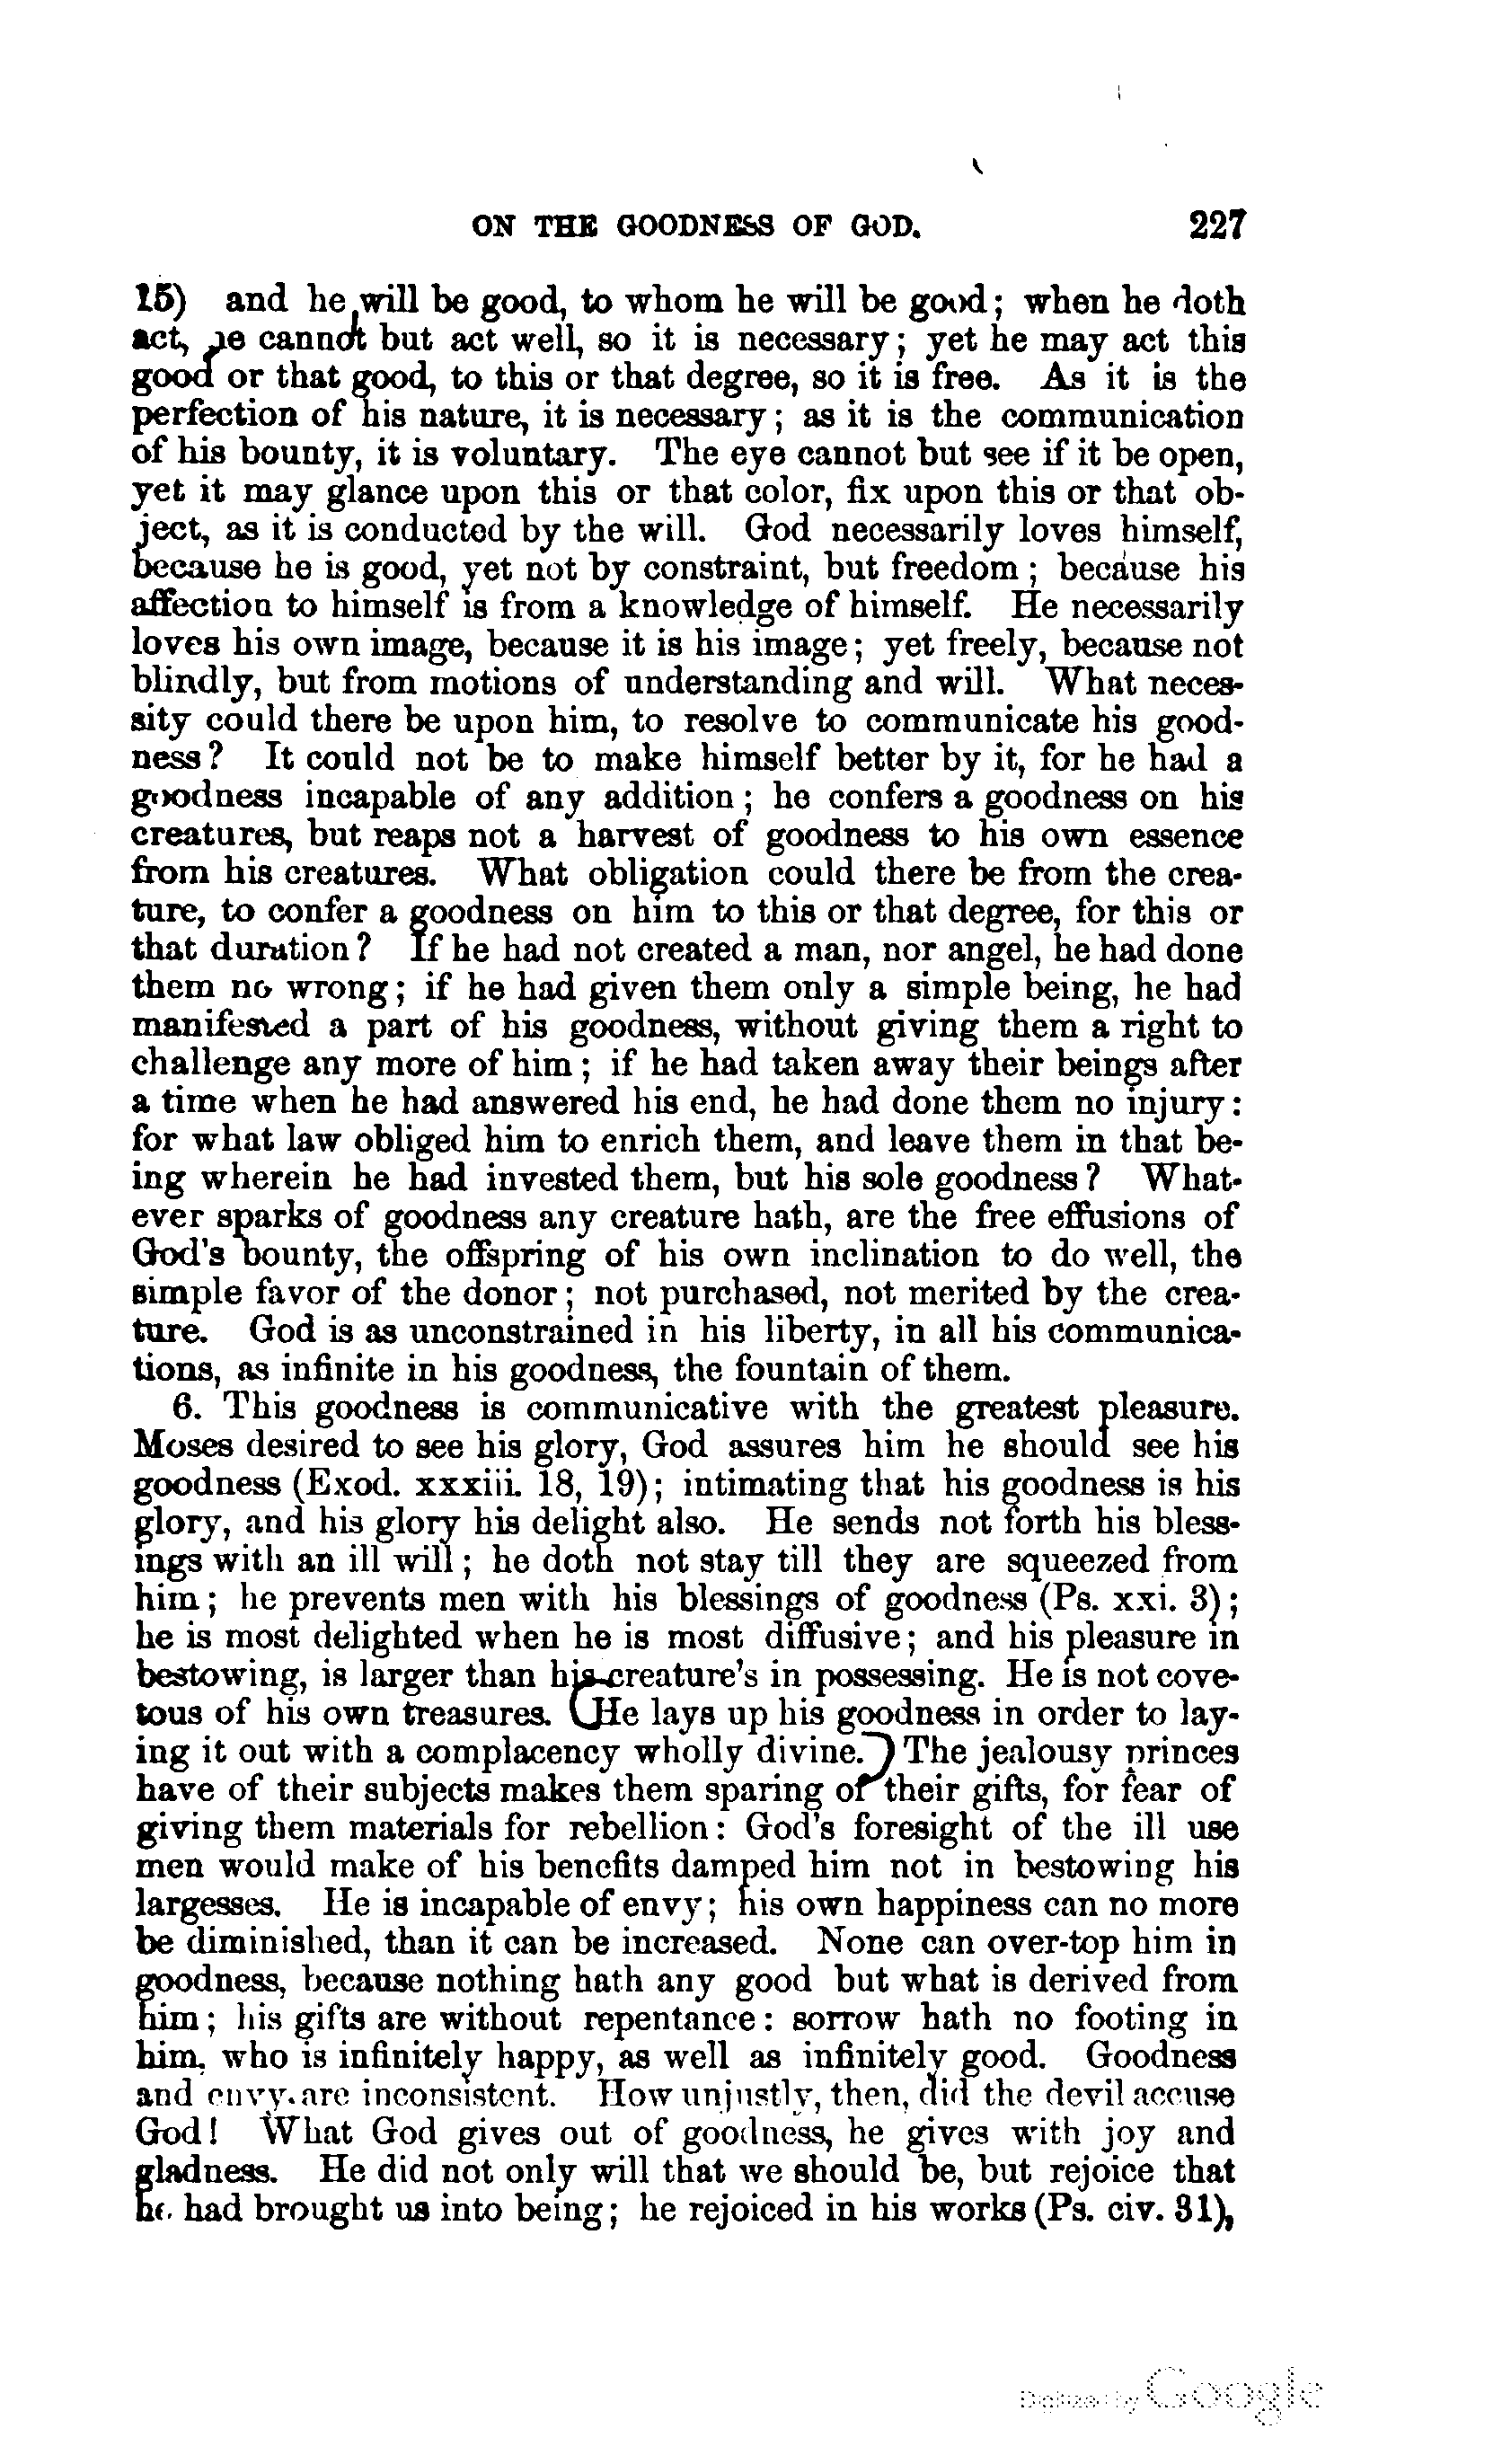 ON THE GOODNESS OF GOD. 227
15) and he will be good, to whom he will be good; when he doth
act, he cannot but act well, so it is necessary; yet he may act this
good or that good, to this or that degree, so it is free. As it is the
perfection of his nature, it is necessary; as it is the communication
of his bounty, it is voluntary. The eye cannot but see if it be open,
yet it may glance upon this or that color, fix upon this or that ob-
ject, as it is conducted by the will. God necessarily loves himself,
because he is good, yet not by constraint, but freedom; because his
affection to himself is from a knowledge of himself. He necessarily
loves his own image, because it is his image; yet freely, because not
blindly, but from motions of understanding and will. What neces-
sity could there be upon him, to resolve to communicate his good-
ness? It could not be to make himself better by it, for he had a
goodness incapable of any addition; he confers a goodness on his
creatures, but reaps not a harvest of goodness to his own essence
from his creatures. What obligation could there be from the crea-
ture, to confer a goodness on him to this or that degree, for this or
that duration? If he had not created a man, nor angel, he had done
them no wrong; if he had given them only a simple being, he had
manifested a part of his goodness, without giving them a right to
challenge any more of him; if he had taken away their beings after
a time when he had answered his end, he had done them no injury:
for what law obliged him to enrich them, and leave them in that be-
ing wherein he had invested them, but his sole goodness? What-
ever sparks of goodness any creature hath, are the free effusions of
God's bounty, the offspring of his own inclination to do well, the
simple favor of the donor; not purchased, not merited by the crea-
ture. God is as unconstrained in his liberty, in all his communica-
tions, as infinite in his goodness, the fountain of them.
6. This goodness is communicative with the greatest pleasure.
Moses desired to see his glory, God assures him he should see his
goodness (Exod. xxxiii. 18, 19); intimating that his goodness is his
glory, and his glory his delight also. He sends not forth his bless-
ings with an ill will; he doth not stay till they are squeezed from
him; he prevents men with his blessings of goodness (Ps. xxi. 3);
he is most delighted when he is most diffusive; and his pleasure in
bestowing, is larger than his creature's in possessing. He is not cove-
tous of his own treasures. He lays up his goodness in order to lay-
ing it out with a complacency wholly divine. The jealousy princes
have of their subjects makes them sparing of their gifts, for fear of
giving them materials for rebellion: God's foresight of the ill use
men would make of his benefits damped him not in bestowing his
largesses. He is incapable of envy; his own happiness can no more
be diminished, than it can be increased. None can over-top him in
goodness, because nothing hath any good but what is derived from
him; his gifts are without repentance: sorrow hath no footing in
him, who is infinitely happy, as well as infinitely good. Goodness
and envy are inconsistent. How unjustly, then, did the devil accuse
God! What God gives out of goodness, he gives with joy and
gladness. He did not only will that we should be, but rejoice that
he had brought us into being; he rejoiced in his works (Ps. civ. 31),
Digitized by Google